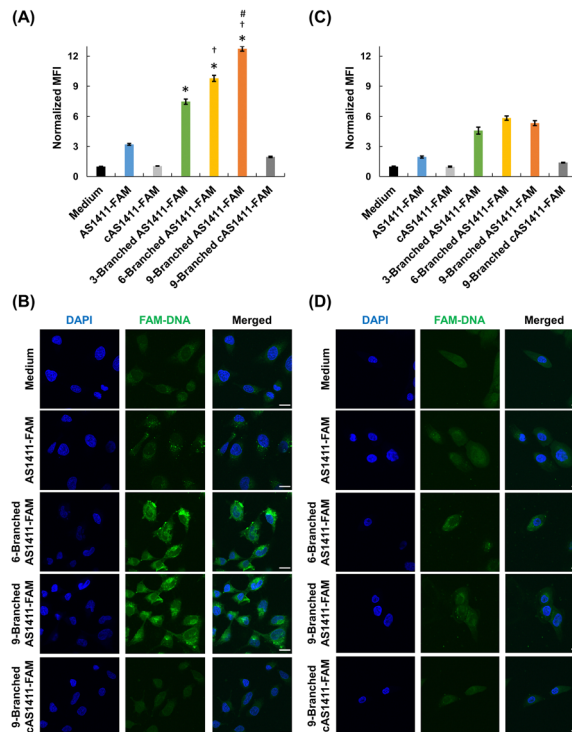 (A)
Normalized MFI
15
12
9
6
3
0
*
†
*
#
†
*
Medium
AS1411-FAM
cAS1411-FAM
3-Branched AS1411-FAM
6-Branched AS1411-FAM
9-Branched AS1411-FAM
9-Branched cAS1411-FAM
(C)
Normalized MFI
15
12
9
6
3
0
Medium
AS1411-FAM
cAS1411-FAM
3-Branched AS1411-FAM
6-Branched AS1411-FAM
9-Branched AS1411-FAM
9-Branched cAS1411-FAM
(B)
DAPI
FAM-DNA
Merged
Medium
AS1411-FAM
6-Branched
AS1411-FAM
9-Branched
AS1411-FAM
9-Branched
cAS1411-FAM
(D)
DAPI
FAM-DNA
Merged
Medium
AS1411-FAM
6-Branched
AS1411-FAM
9-Branched
AS1411-FAM
9-Branched
cAS1411-FAM